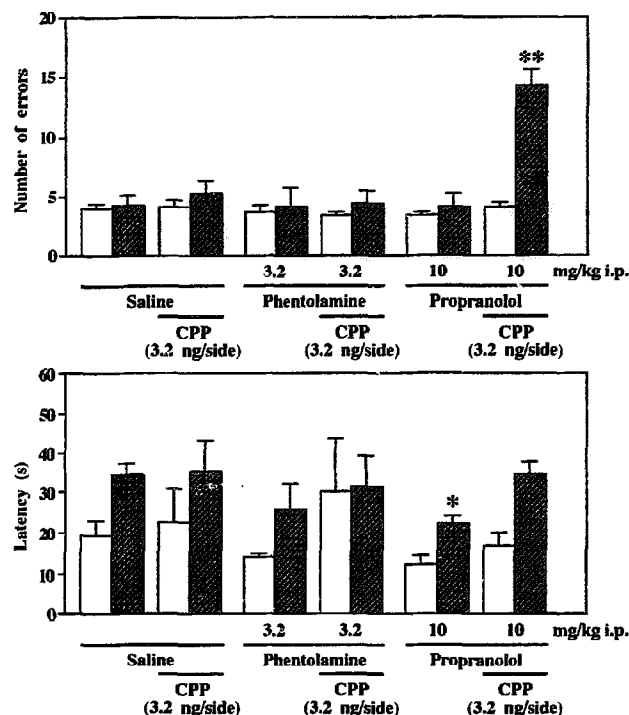 20
15
10
5
0
Number of errors
**
3.2 3.2 10 10 mg/kg i.p.
Saline Phentolamine Propranolol
CPP CPP CPP
(3.2 ng/side) (3.2 ng/side) (3.2 ng/side)
60
50
40
30
20
10
0
Latency (s)
*
3.2 3.2 10 10 mg/kg i.p.
Saline Phentolamine Propranolol
CPP CPP CPP
(3.2 ng/side) (3.2 ng/side) (3.2 ng/side)